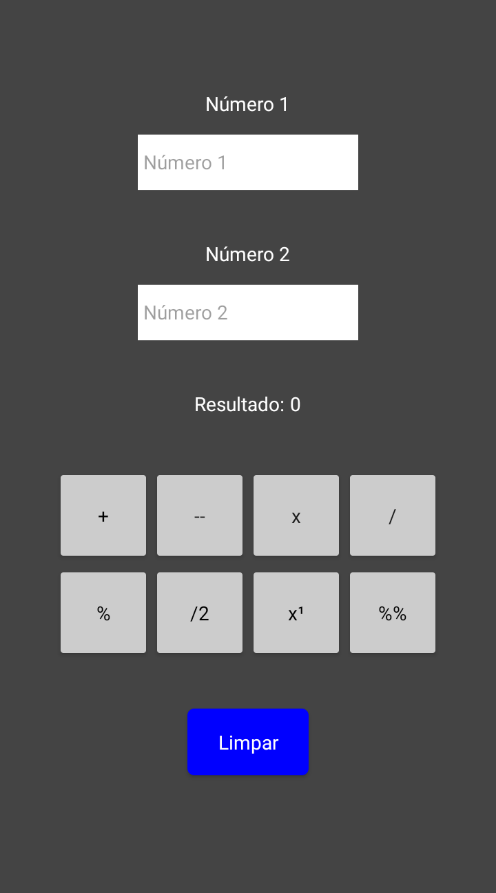 Número 1
Número 1
Número 2
Número 2
Resultado: 0
+ -- x /
% /2 x¹ %%
Limpar